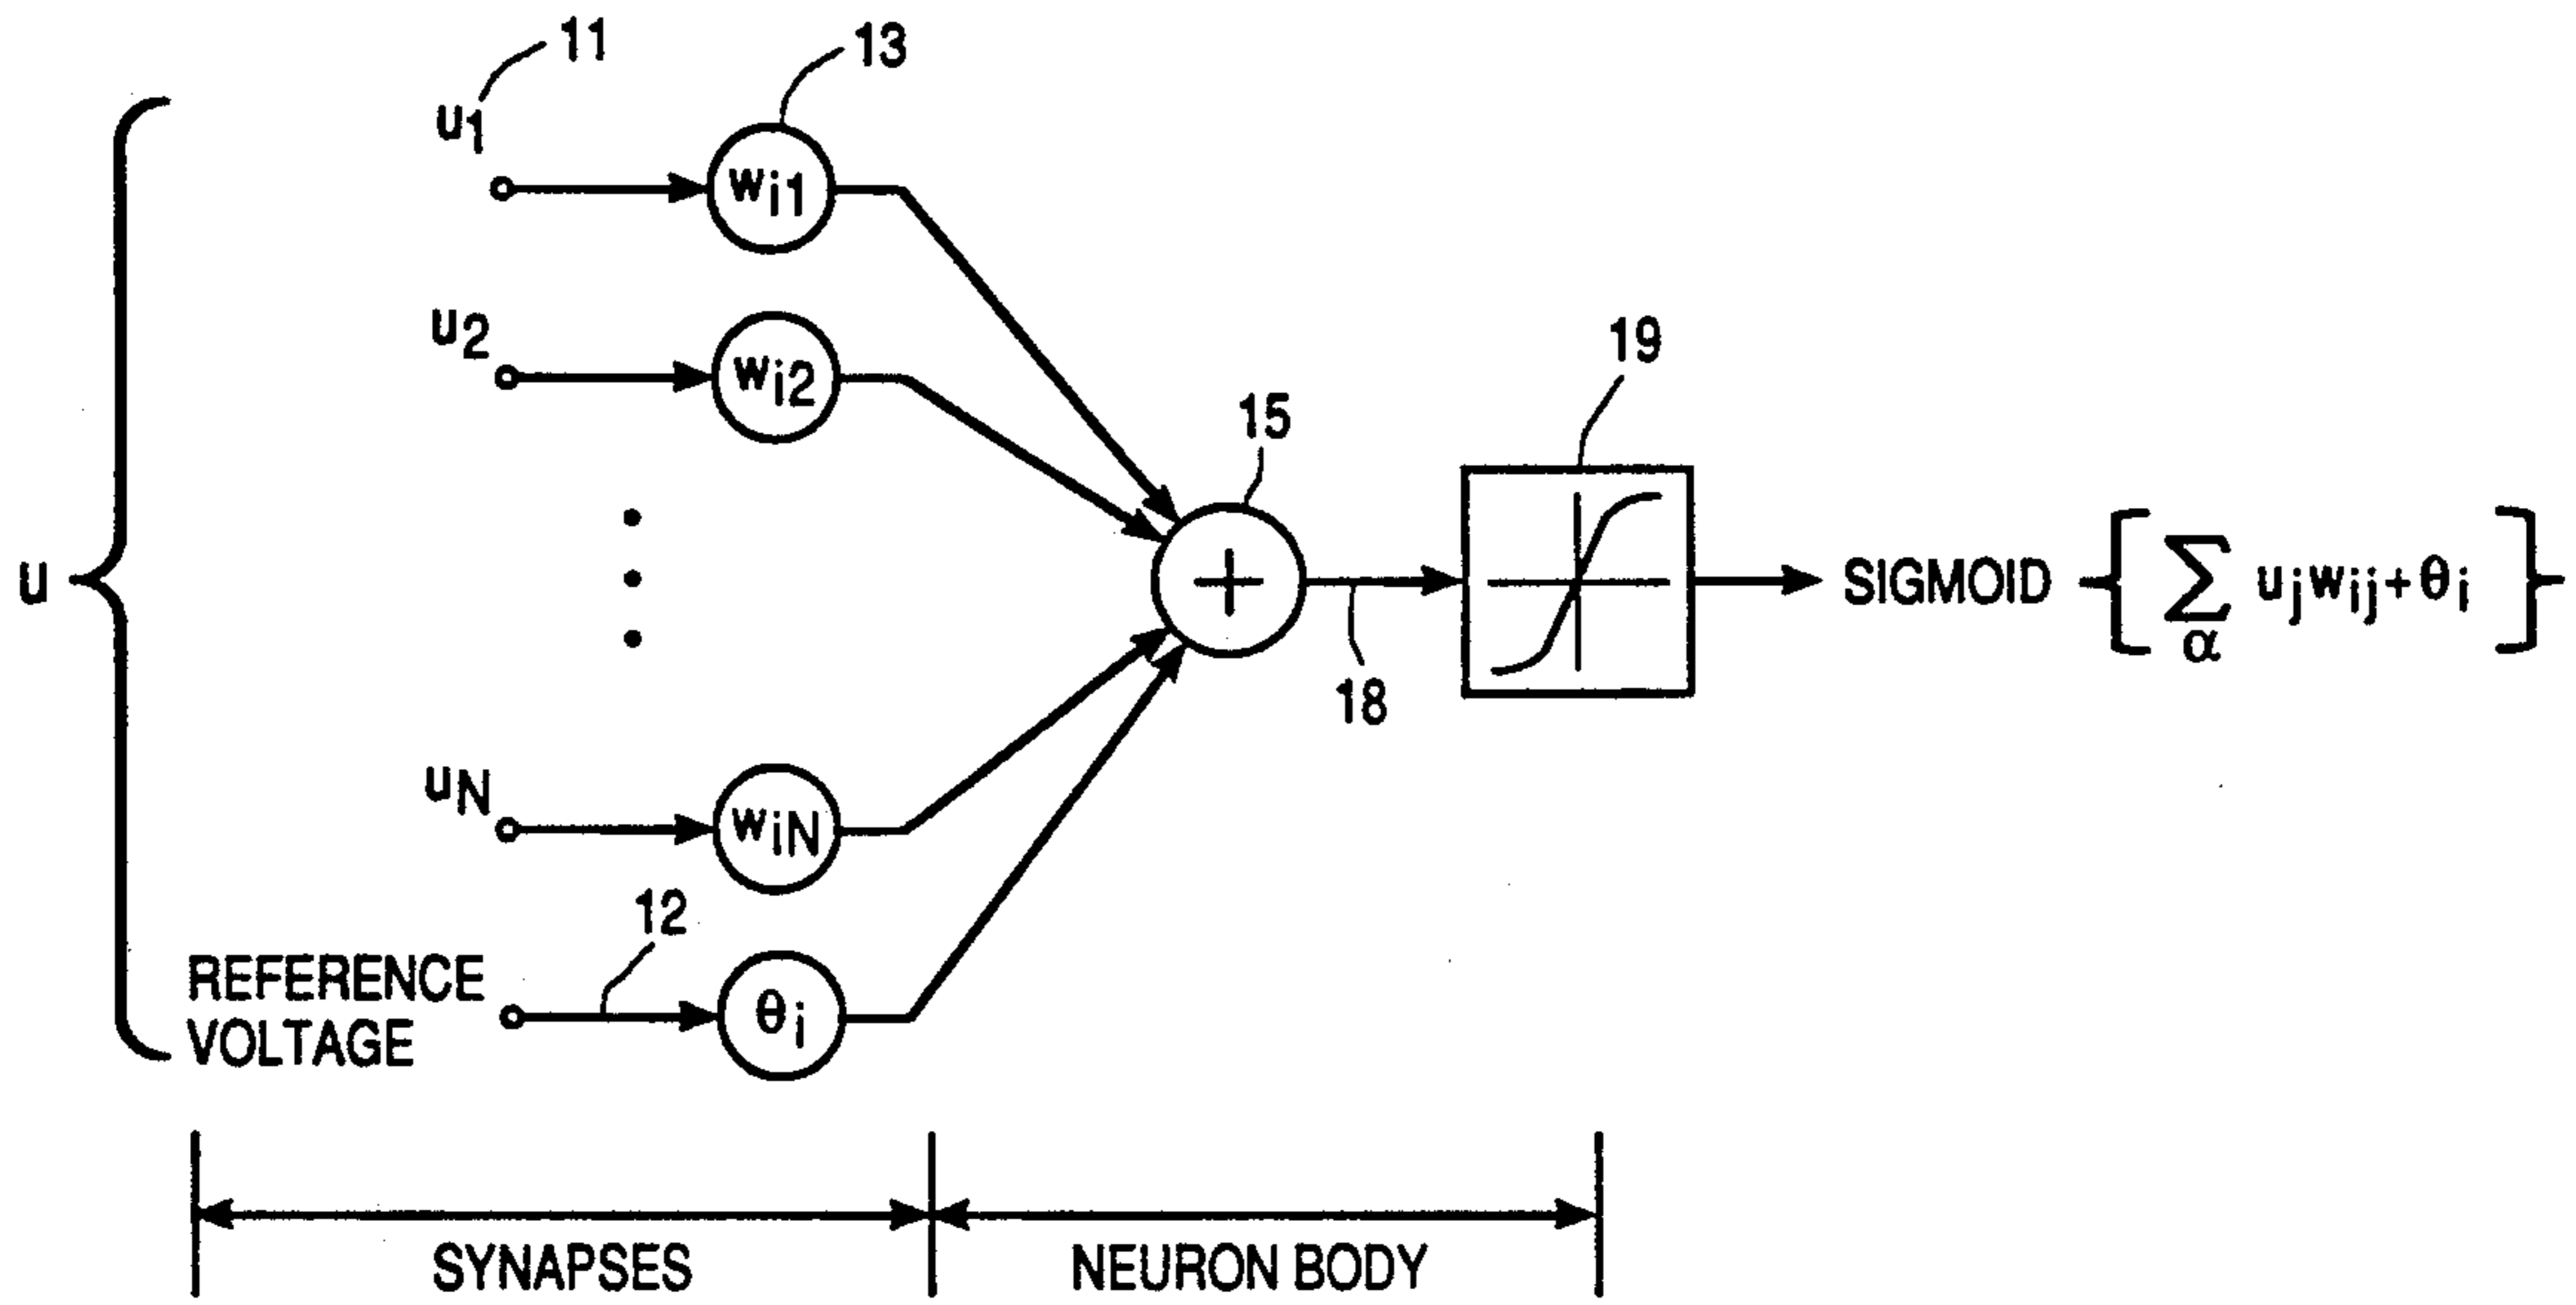 11
13
u1
wi1
u2
wi2
19
15
u
+
SIGMOID { ∑ α ujwij+θi }
18
uN
wiN
12
REFERENCE
VOLTAGE
θi
SYNAPSES
NEURON BODY